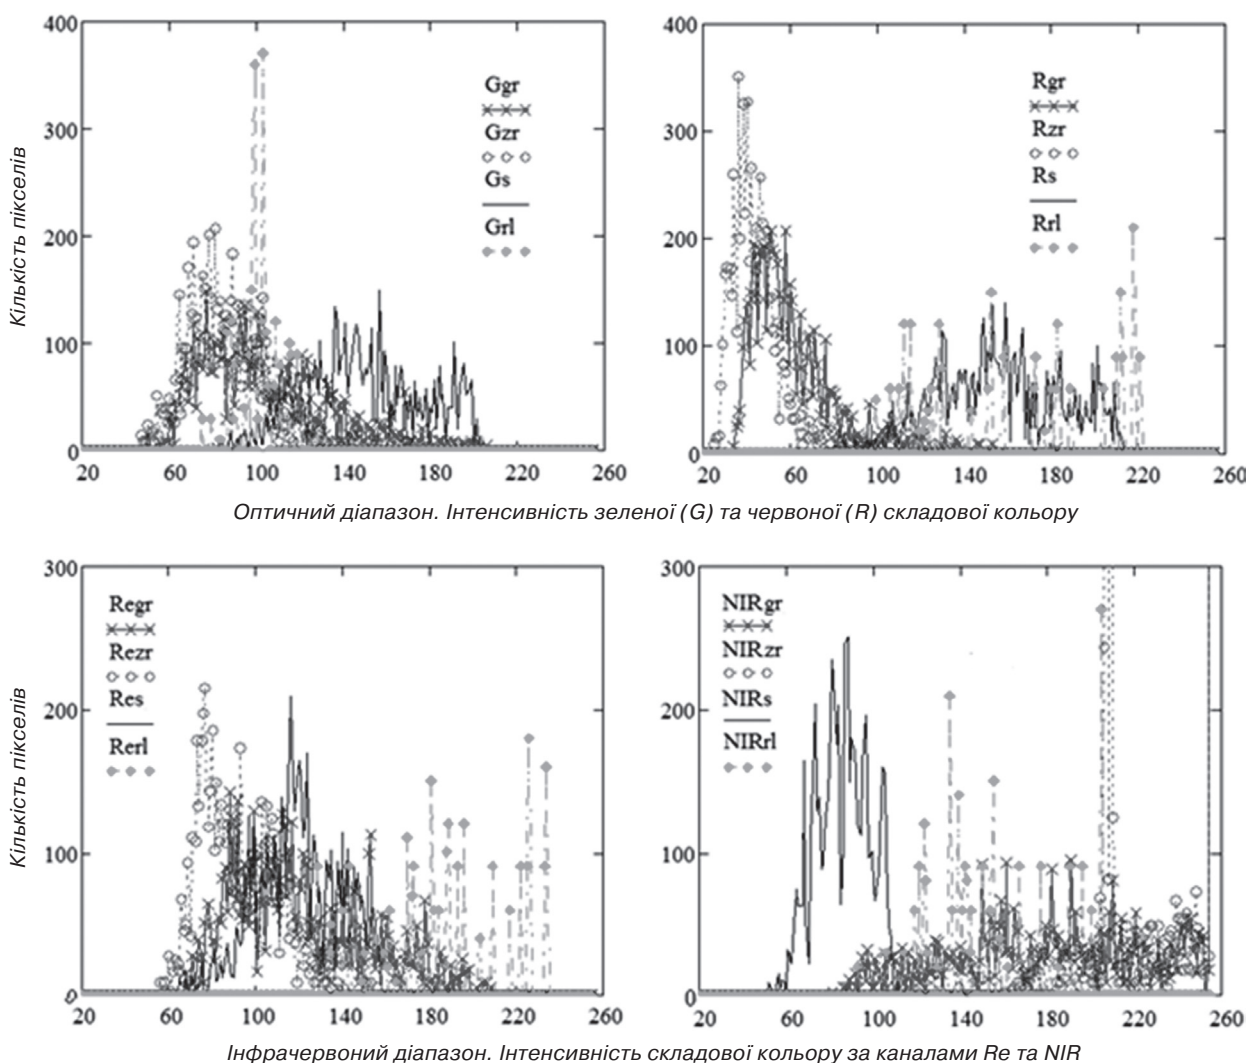 400
300
200
100
0
20 60 100 140 180 220 260
Кількість пікселів
Ggr
Gzr
Gs
Grl
400
300
200
100
0
20 60 100 140 180 220 260
Rgr
Rzr
Rs
Rrl
Оптичний діапазон. Інтенсивність зеленої (G) та червоної (R) складової кольору
300
200
100
0
20 60 100 140 180 220 260
Кількість пікселів
Regr
Rezr
Res
Rerl
300
200
100
0
20 60 100 140 180 220 260
NIRgr
NIRzr
NIRs
NIRrl
Інфрачервоний діапазон. Інтенсивність складової кольору за каналами Re та NIR